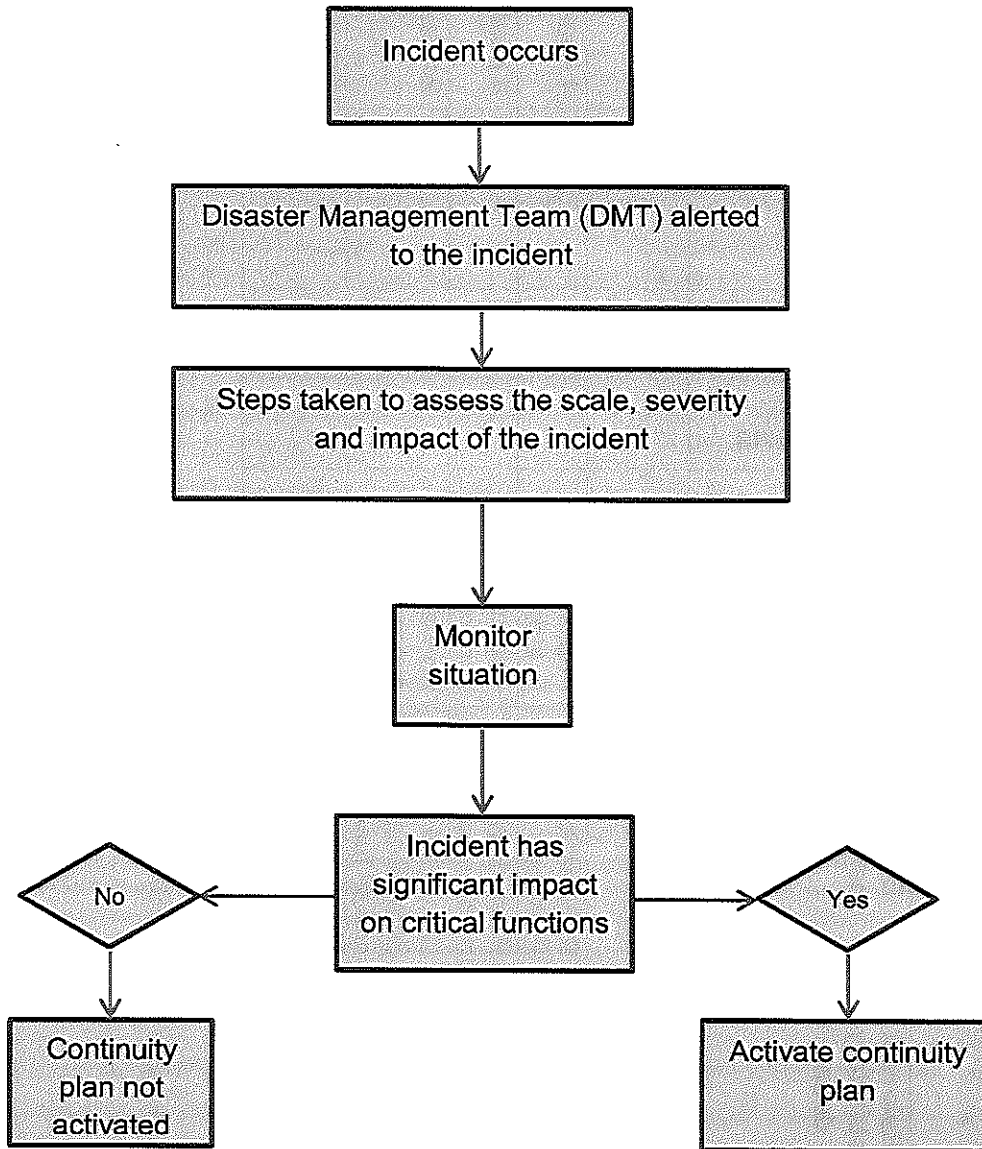 Incident occurs
Disaster Management Team (DMT) alerted
to the incident
Steps taken to assess the scale, severity
and impact of the incident
Monitor
situation
Incident has
significant impact
on critical functions
No
Yes
Continuity
plan not
activated
Activate continuity
plan